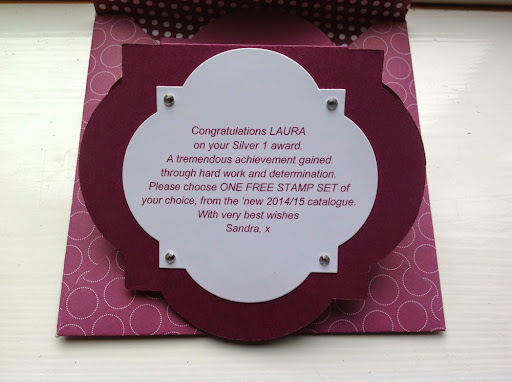 Congratulations LAURA
on your Silver 1 award.
A tremendous achievement gained
through hard work and determination.
Please choose ONE FREE STAMP SET of
your choice, from the 'new 2014/15 catalogue.
With very best wishes
Sandra, x